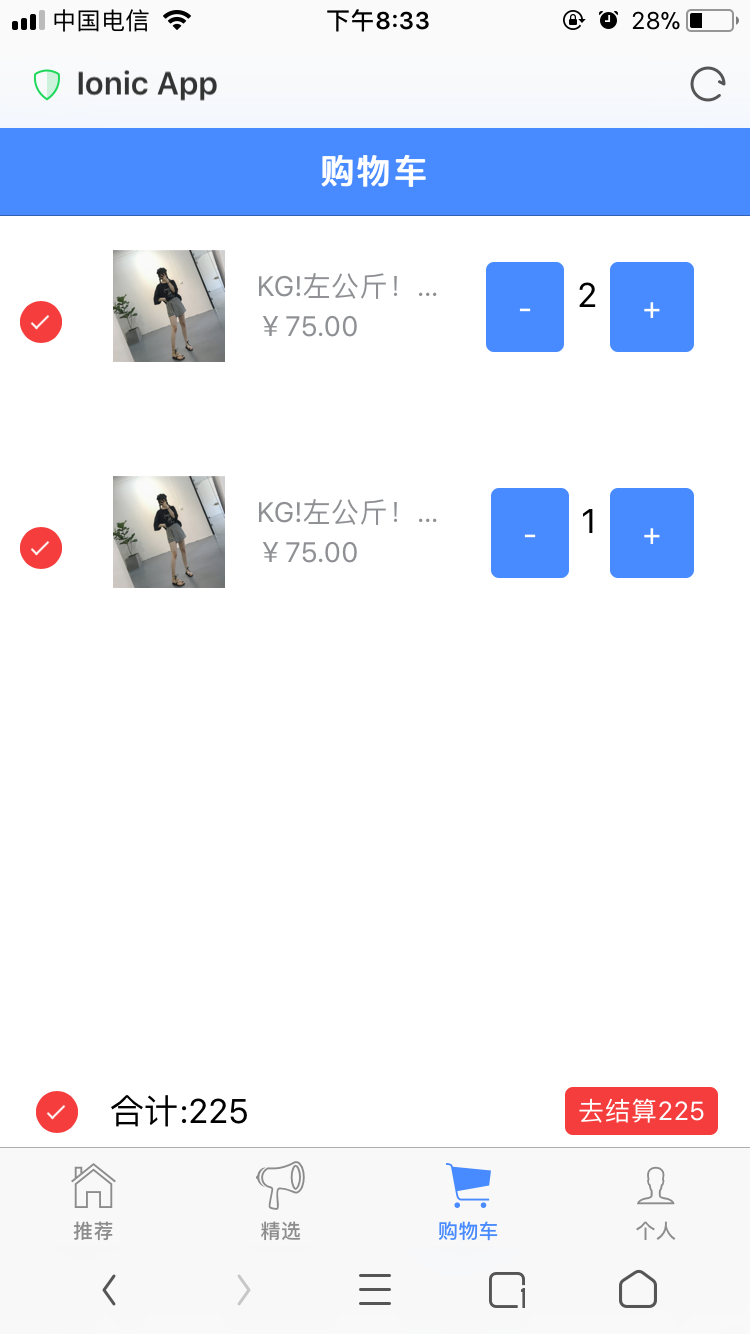 中国电信 下午8:33 28%
Ionic App
购物车
KG!左公斤！...
￥75.00
- 2 +
KG!左公斤！...
￥75.00
- 1 +
合计:225 去结算225
推荐 精选 购物车 个人
1